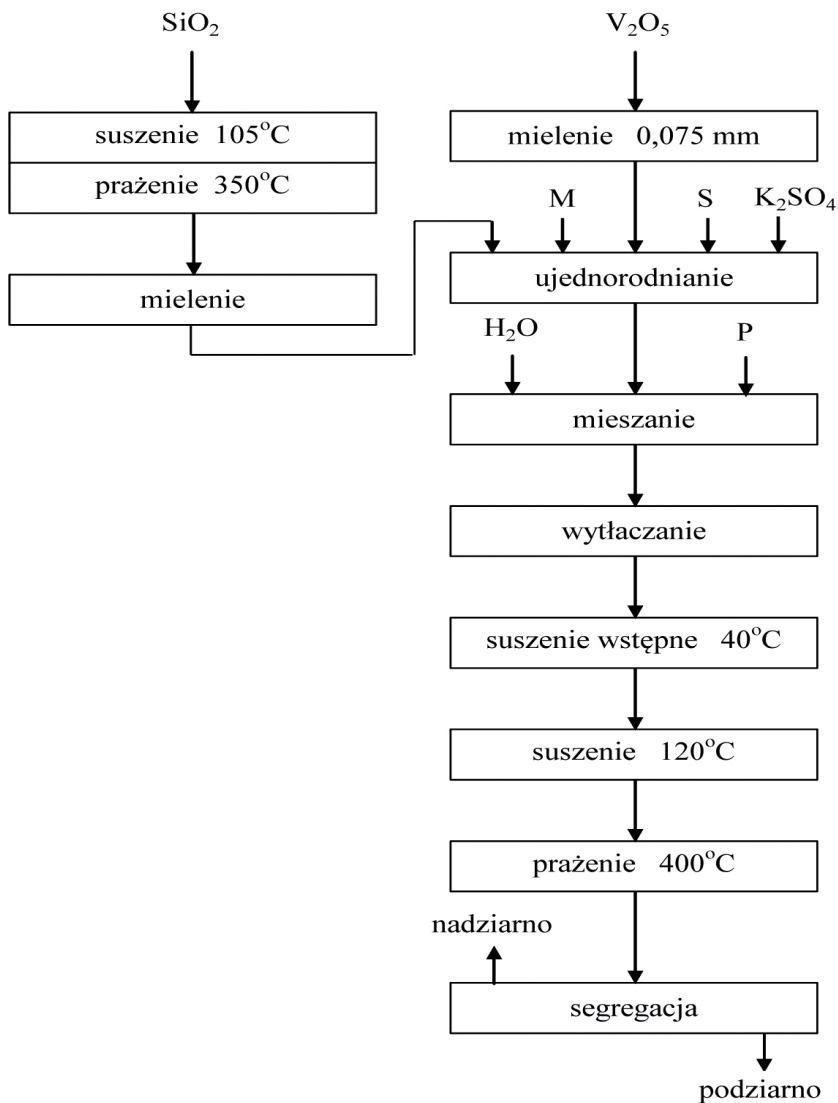 SiO₂
V₂O₅
suszenie 105°C
prażenie 350°C
mielenie
mielenie 0,075 mm
M
S
K₂SO₄
ujednorodnianie
H₂O
P
mieszanie
wytłaczanie
suszenie wstępne 40°C
suszenie 120°C
prażenie 400°C
nadziarno
segregacja
podziarno